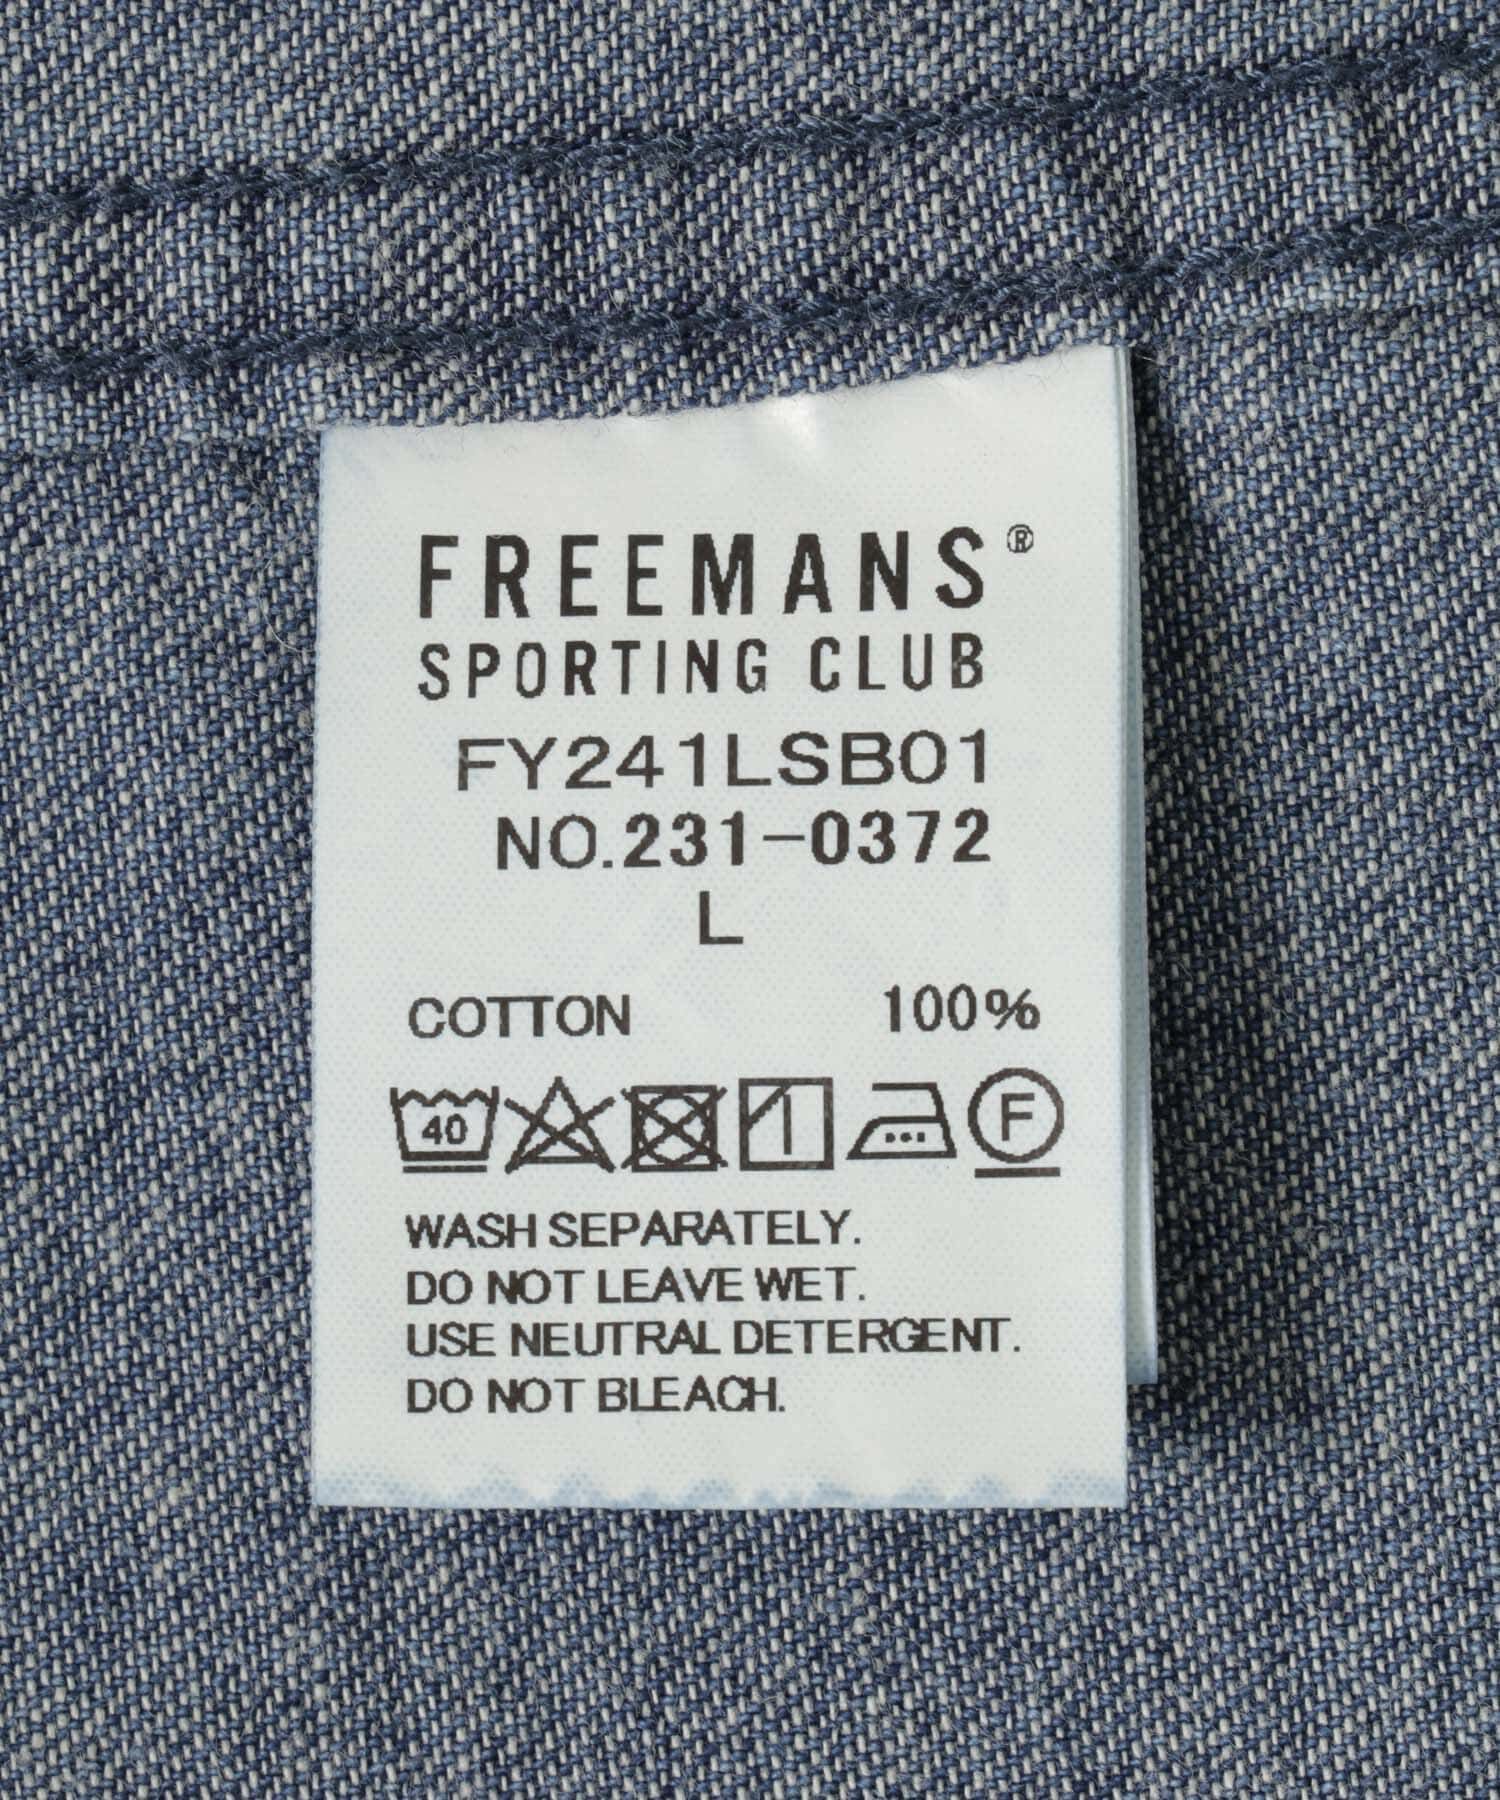 FREEMANS®
SPORTING CLUB
FY241LSB01
NO.231-0372
L
COTTON 100%
40 F
WASH SEPARATELY.
DO NOT LEAVE WET.
USE NEUTRAL DETERGENT.
DO NOT BLEACH.